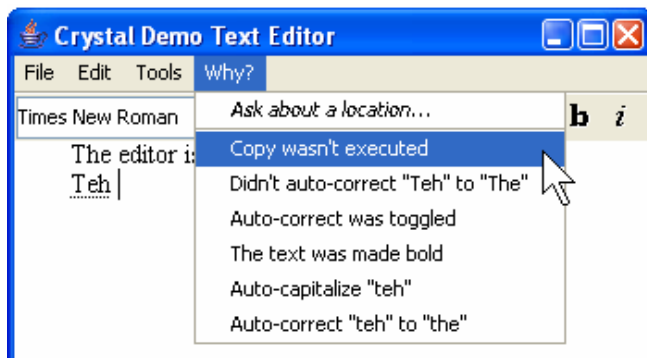 Crystal Demo Text Editor
File Edit Tools Why?
Times New Roman
b i
Ask about a location...
The editor is
Copy wasn't executed
Teh
Didn't auto-correct "Teh" to "The"
Auto-correct was toggled
The text was made bold
Auto-capitalize "teh"
Auto-correct "teh" to "the"